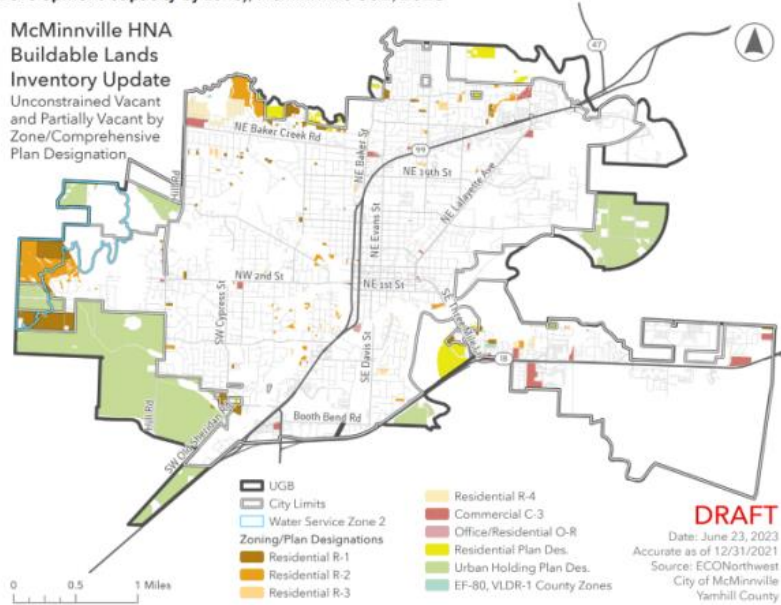 McMinnville HNA
Buildable Lands
Inventory Update
Unconstrained Vacant
and Partially Vacant by
Zone/Comprehensive
Plan Designation
47
NE Baker Creek Rd
NE Baker St
99
NE 19th St
NE Lafayette Ave
Hill Rd
NE Evans St
NW 2nd St
NE 1st St
SW Cypress St
SE Davis St
18
Hill Rd
SW Old Sheridan Rd
Booth Bend Rd
UGB
City Limits
Water Service Zone 2
Zoning/Plan Designations
Residential R-1
Residential R-2
Residential R-3
Residential R-4
Commercial C-3
Office/Residential O-R
Residential Plan Des.
Urban Holding Plan Des.
EF-80, VLDR-1 County Zones
DRAFT
Date: June 23, 2023
Accurate as of 12/31/2021
Source: ECONorthwest
City of McMinnville
Yamhill County
0 0.5 1 Miles